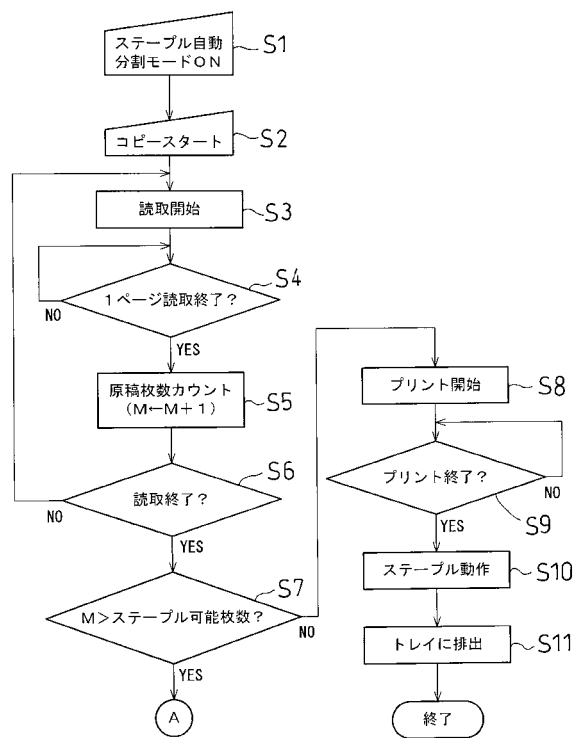 ステープル自動
分割モードON
S1
コピースタート
S2
読取開始
S3
1ページ読取終了?
S4
NO
YES
原稿枚数カウント
(M←M+1)
S5
読取終了?
S6
NO
YES
M>ステープル可能枚数?
S7
NO
YES
A
プリント開始
S8
プリント終了?
NO
S9
YES
ステープル動作
S10
トレイに排出
S11
終了